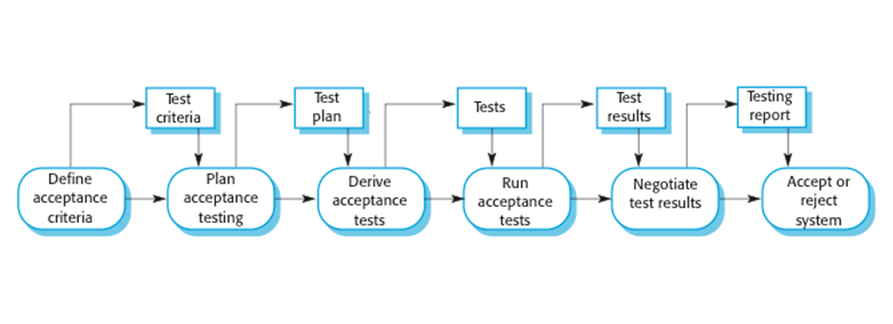 Test
criteria
Test
plan
Tests
Test
results
Testing
report
Define
acceptance
criteria
Plan
acceptance
testing
Derive
acceptance
tests
Run
acceptance
tests
Negotiate
test results
Accept or
reject
system